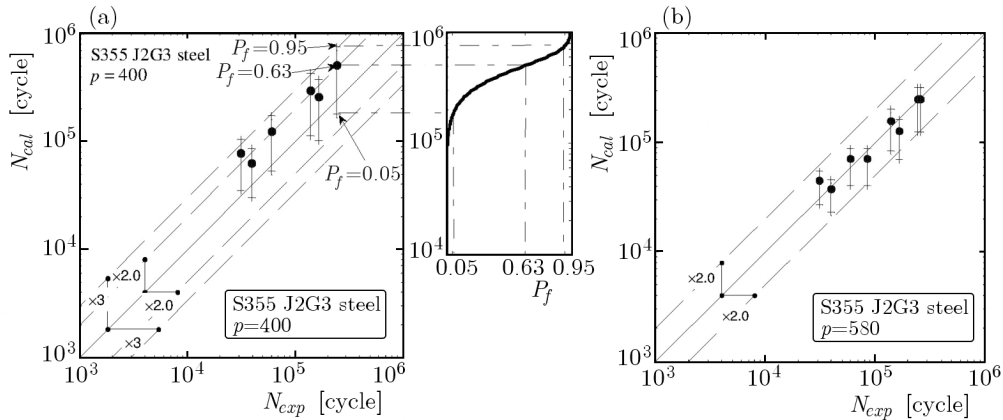 (a)
N_cal [cycle]
10^6
10^5
10^4
10^3
S355 J2G3 steel
p = 400
P_f=0.95
P_f=0.63
P_f=0.05
×2.0
×2.0
×3
×3
S355 J2G3 steel
p=400
10^3 10^4 10^5 10^6
N_exp [cycle]
10^6
10^5
10^4
0.05 0.63 0.95
P_f
(b)
N_cal [cycle]
10^6
10^5
10^4
10^3
×2.0
×2.0
S355 J2G3 steel
p=580
10^3 10^4 10^5 10^6
N_exp [cycle]